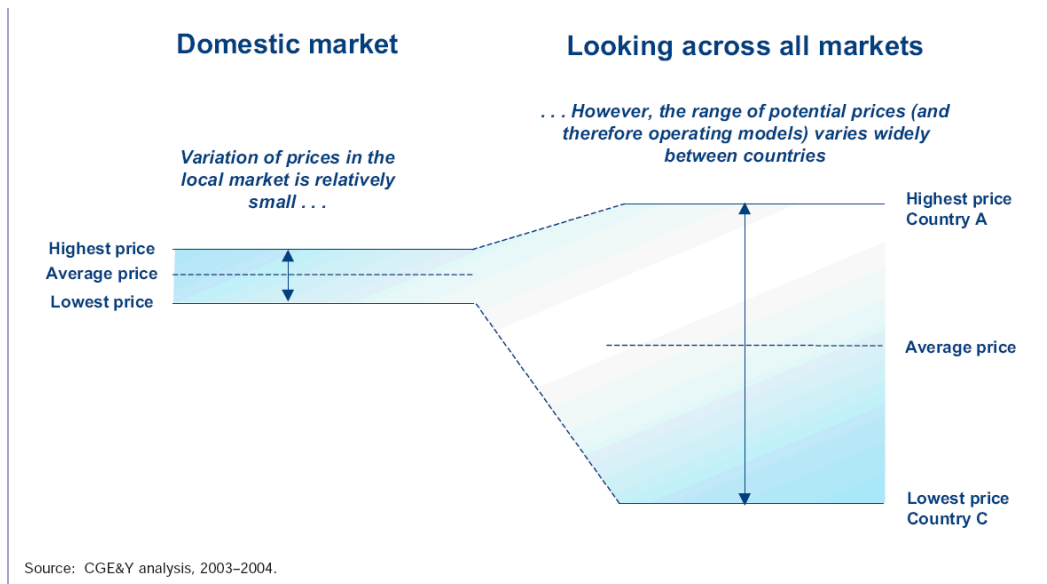 Domestic market
Looking across all markets
Variation of prices in the
local market is relatively
small . . .
. . . However, the range of potential prices (and
therefore operating models) varies widely
between countries
Highest price
Average price
Lowest price
Highest price
Country A
Average price
Lowest price
Country C
Source:  CGE&Y analysis, 2003–2004.